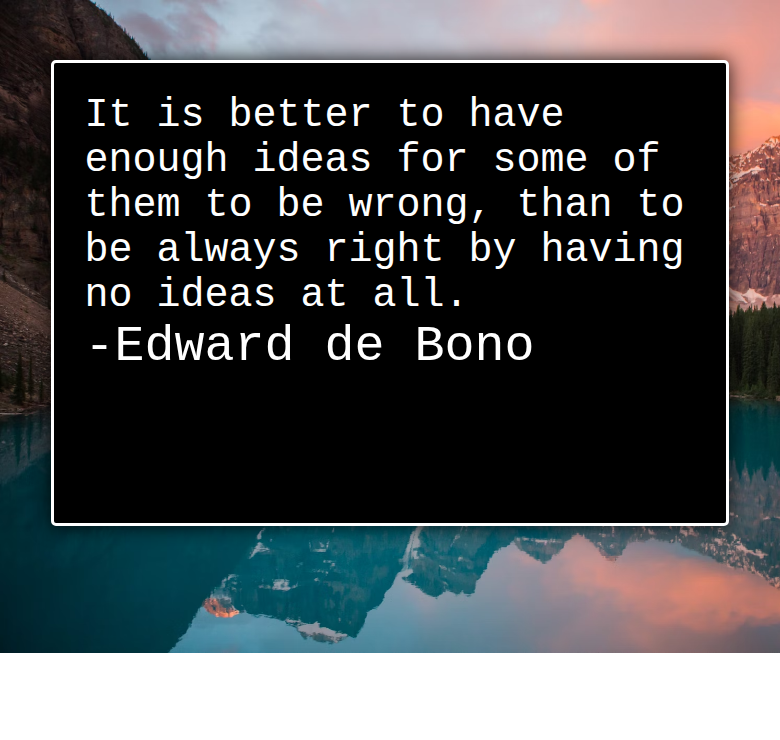 It is better to have
enough ideas for some of
them to be wrong, than to
be always right by having
no ideas at all.
-Edward de Bono